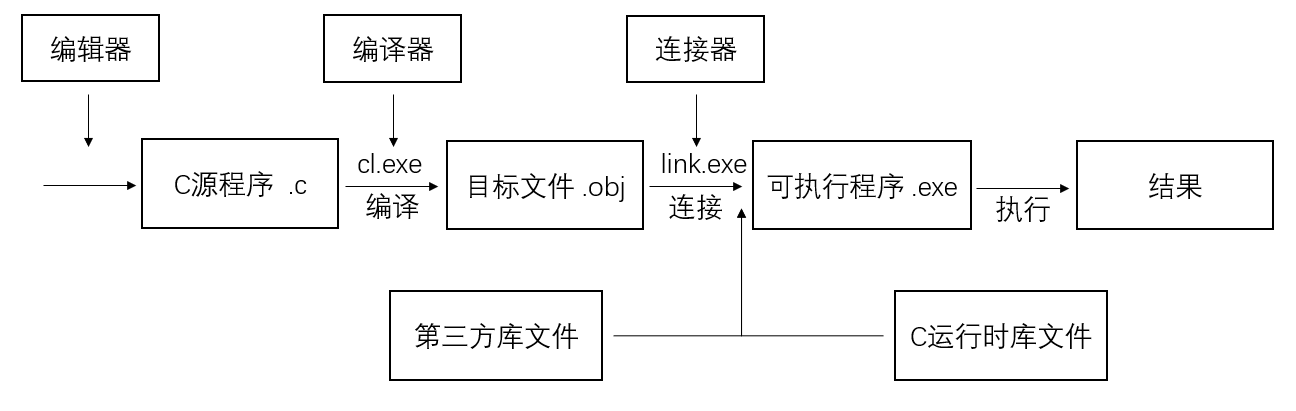 编辑器
编译器
连接器
C源程序 .c
cl.exe
编译
目标文件 .obj
link.exe
连接
可执行程序 .exe
执行
结果
第三方库文件
C运行时库文件